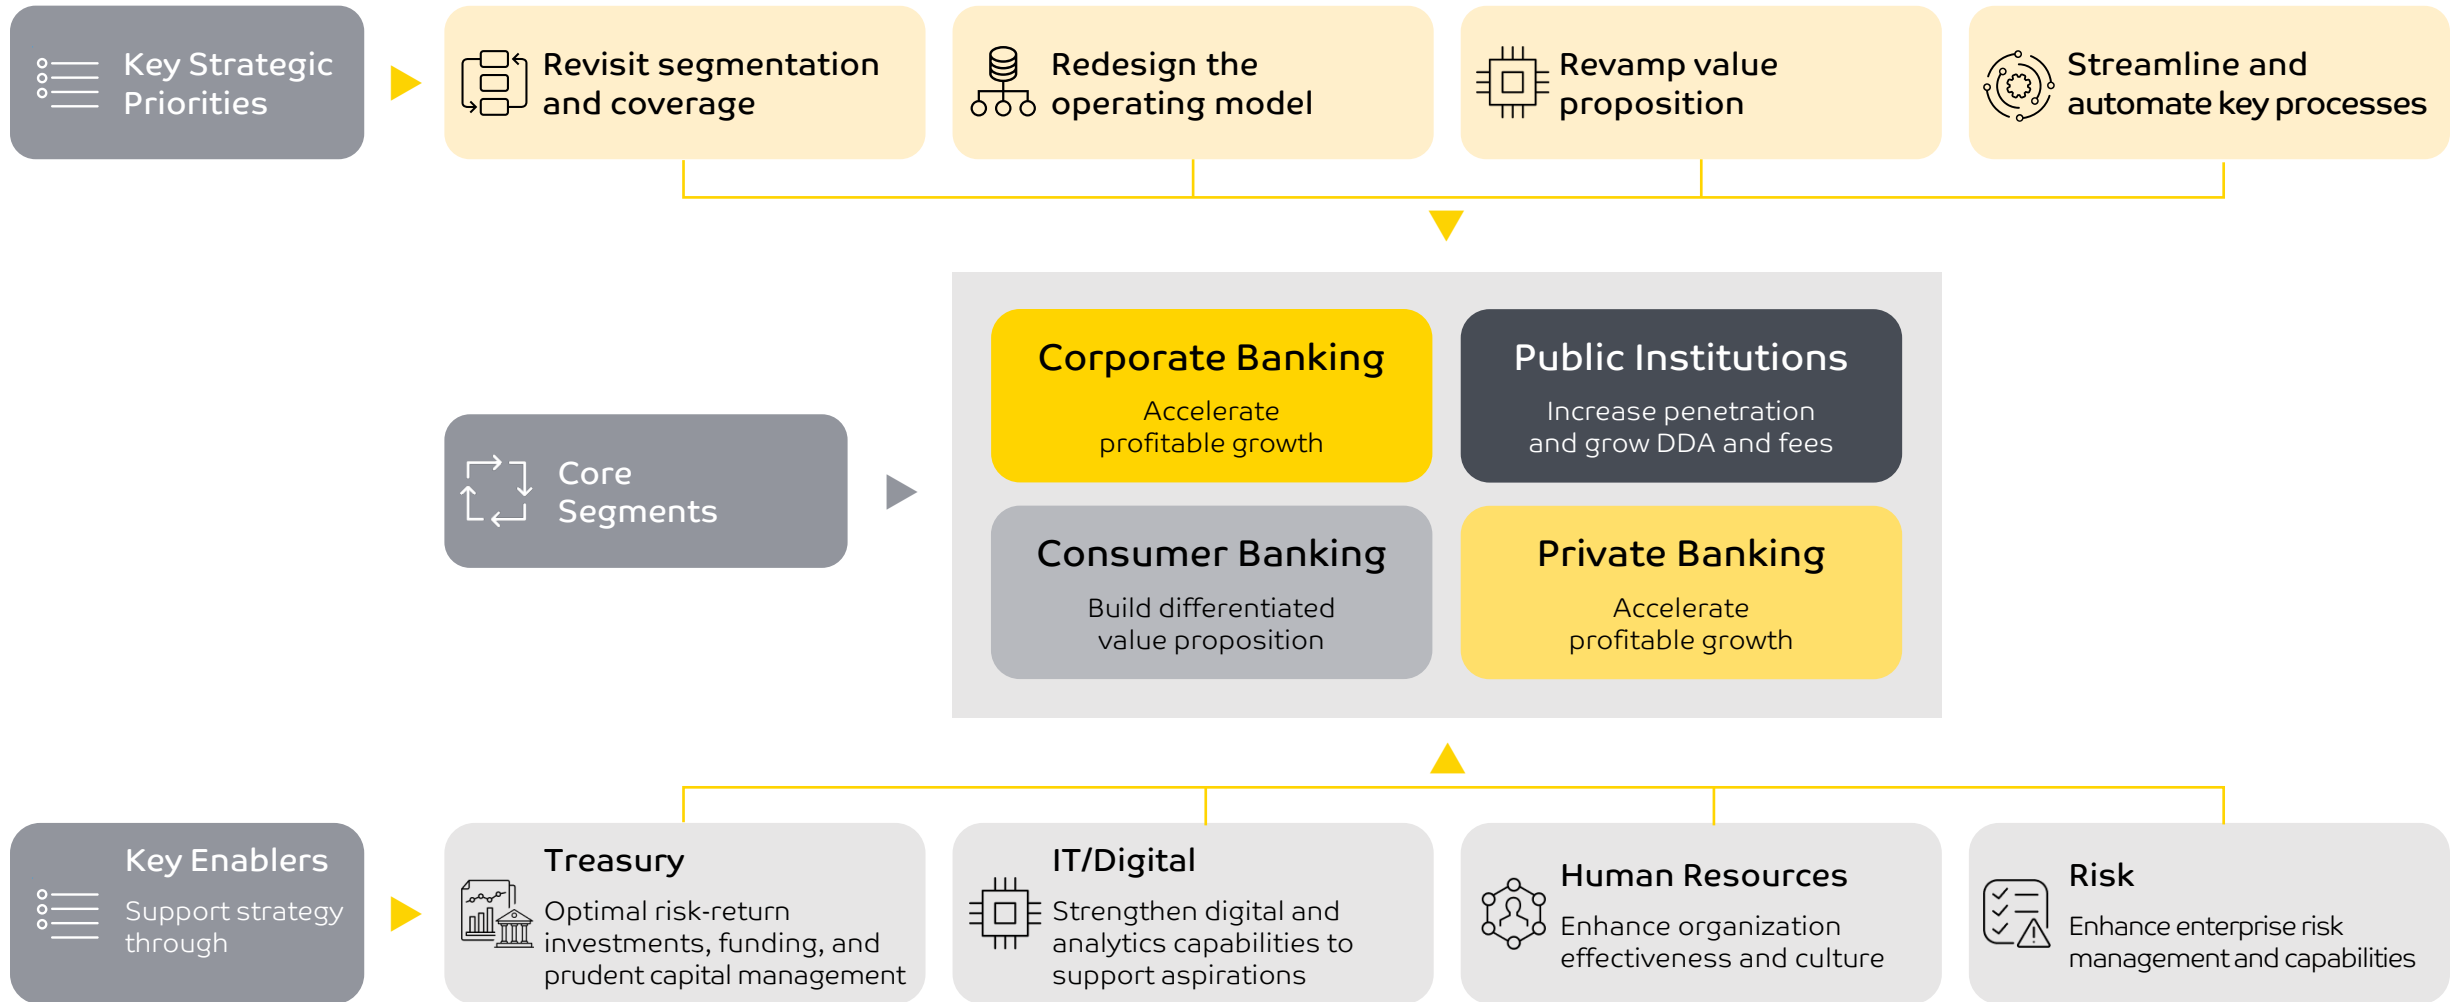 Key Strategic
Priorities
Revisit segmentation
and coverage
Redesign the
operating model
Revamp value
proposition
Streamline and
automate key processes
Core
Segments
Corporate Banking
Accelerate
profitable growth
Public Institutions
Increase penetration
and grow DDA and fees
Consumer Banking
Build differentiated
value proposition
Private Banking
Accelerate
profitable growth
Key Enablers
Support strategy
through
Treasury
Optimal risk-return
investments, funding, and
prudent capital management
IT/Digital
Strengthen digital and
analytics capabilities to
support aspirations
Human Resources
Enhance organization
effectiveness and culture
Risk
Enhance enterprise risk
management and capabilities